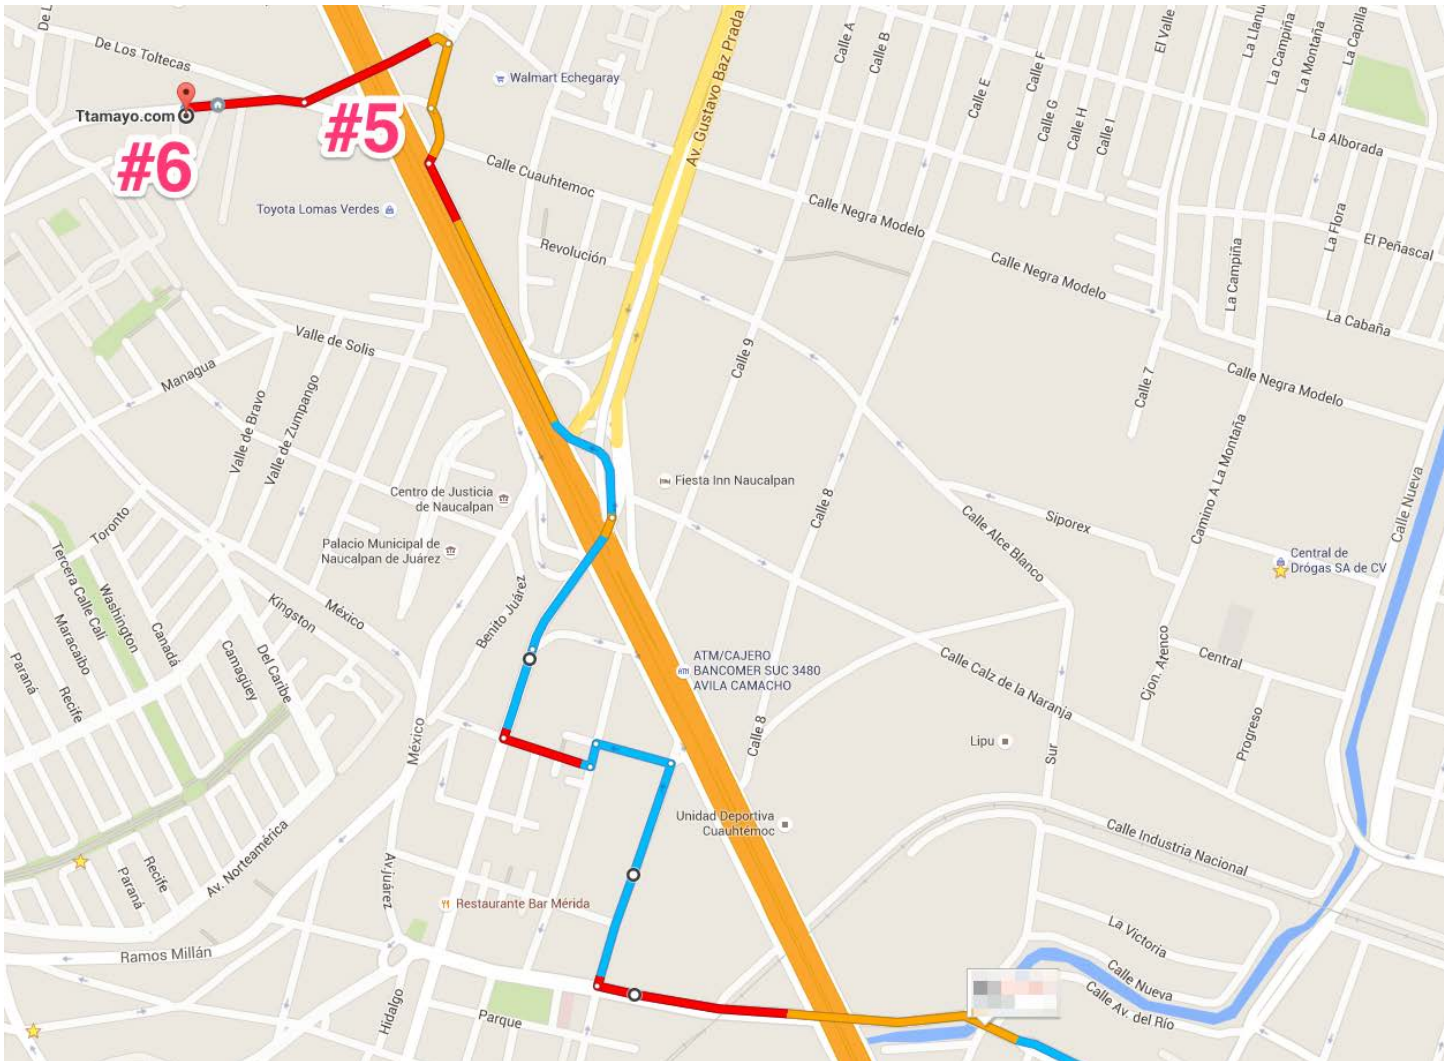 De L
De Los Toltecas
Walmart Echegaray
Ttamayo.com
#5
#6
Toyota Lomas Verdes
Calle Cuauhtemoc
Revolución
Av. Gustavo Baz Prada
Calle A
Calle B
Calle E
Calle F
Calle G
Calle H
Calle I
El Valle
La Llanu
La Campiña
La Montaña
La Capilla
La Alborada
La Flora
El Peñascal
La Campiña
La Cabaña
Calle Negra Modelo
Calle Negra Modelo
Calle Negra Modelo
Calle 7
Calle 9
Calle 8
Calle 8
Valle de Solis
Managua
Valle de Bravo
Valle de Zumpango
Centro de Justicia
de Naucalpan
Palacio Municipal de
Naucalpan de Juárez
Fiesta Inn Naucalpan
Siporex
Calle Alce Blanco
Camino A La Montaña
Calle Nueva
Central de
Drógas SA de CV
Toronto
Tercera Calle Cali
Washington
Maracaibo
Canadá
Paraná
Recife
Camagüey
Del Caribe
Kingston
México
Benito Juárez
México
ATM/CAJERO
BANCOMER SUC 3480
AVILA CAMACHO
Calle Calz de la Naranja
Cjon. Atenco
Central
Progreso
Lipu
Sur
Unidad Deportiva
Cuauhtémoc
Calle Industria Nacional
Av. Norteamérica
Recife
Paraná
Av.juárez
Restaurante Bar Mérida
Ramos Millán
Hidalgo
Parque
La Victoria
Calle Nueva
Calle Av. del Río